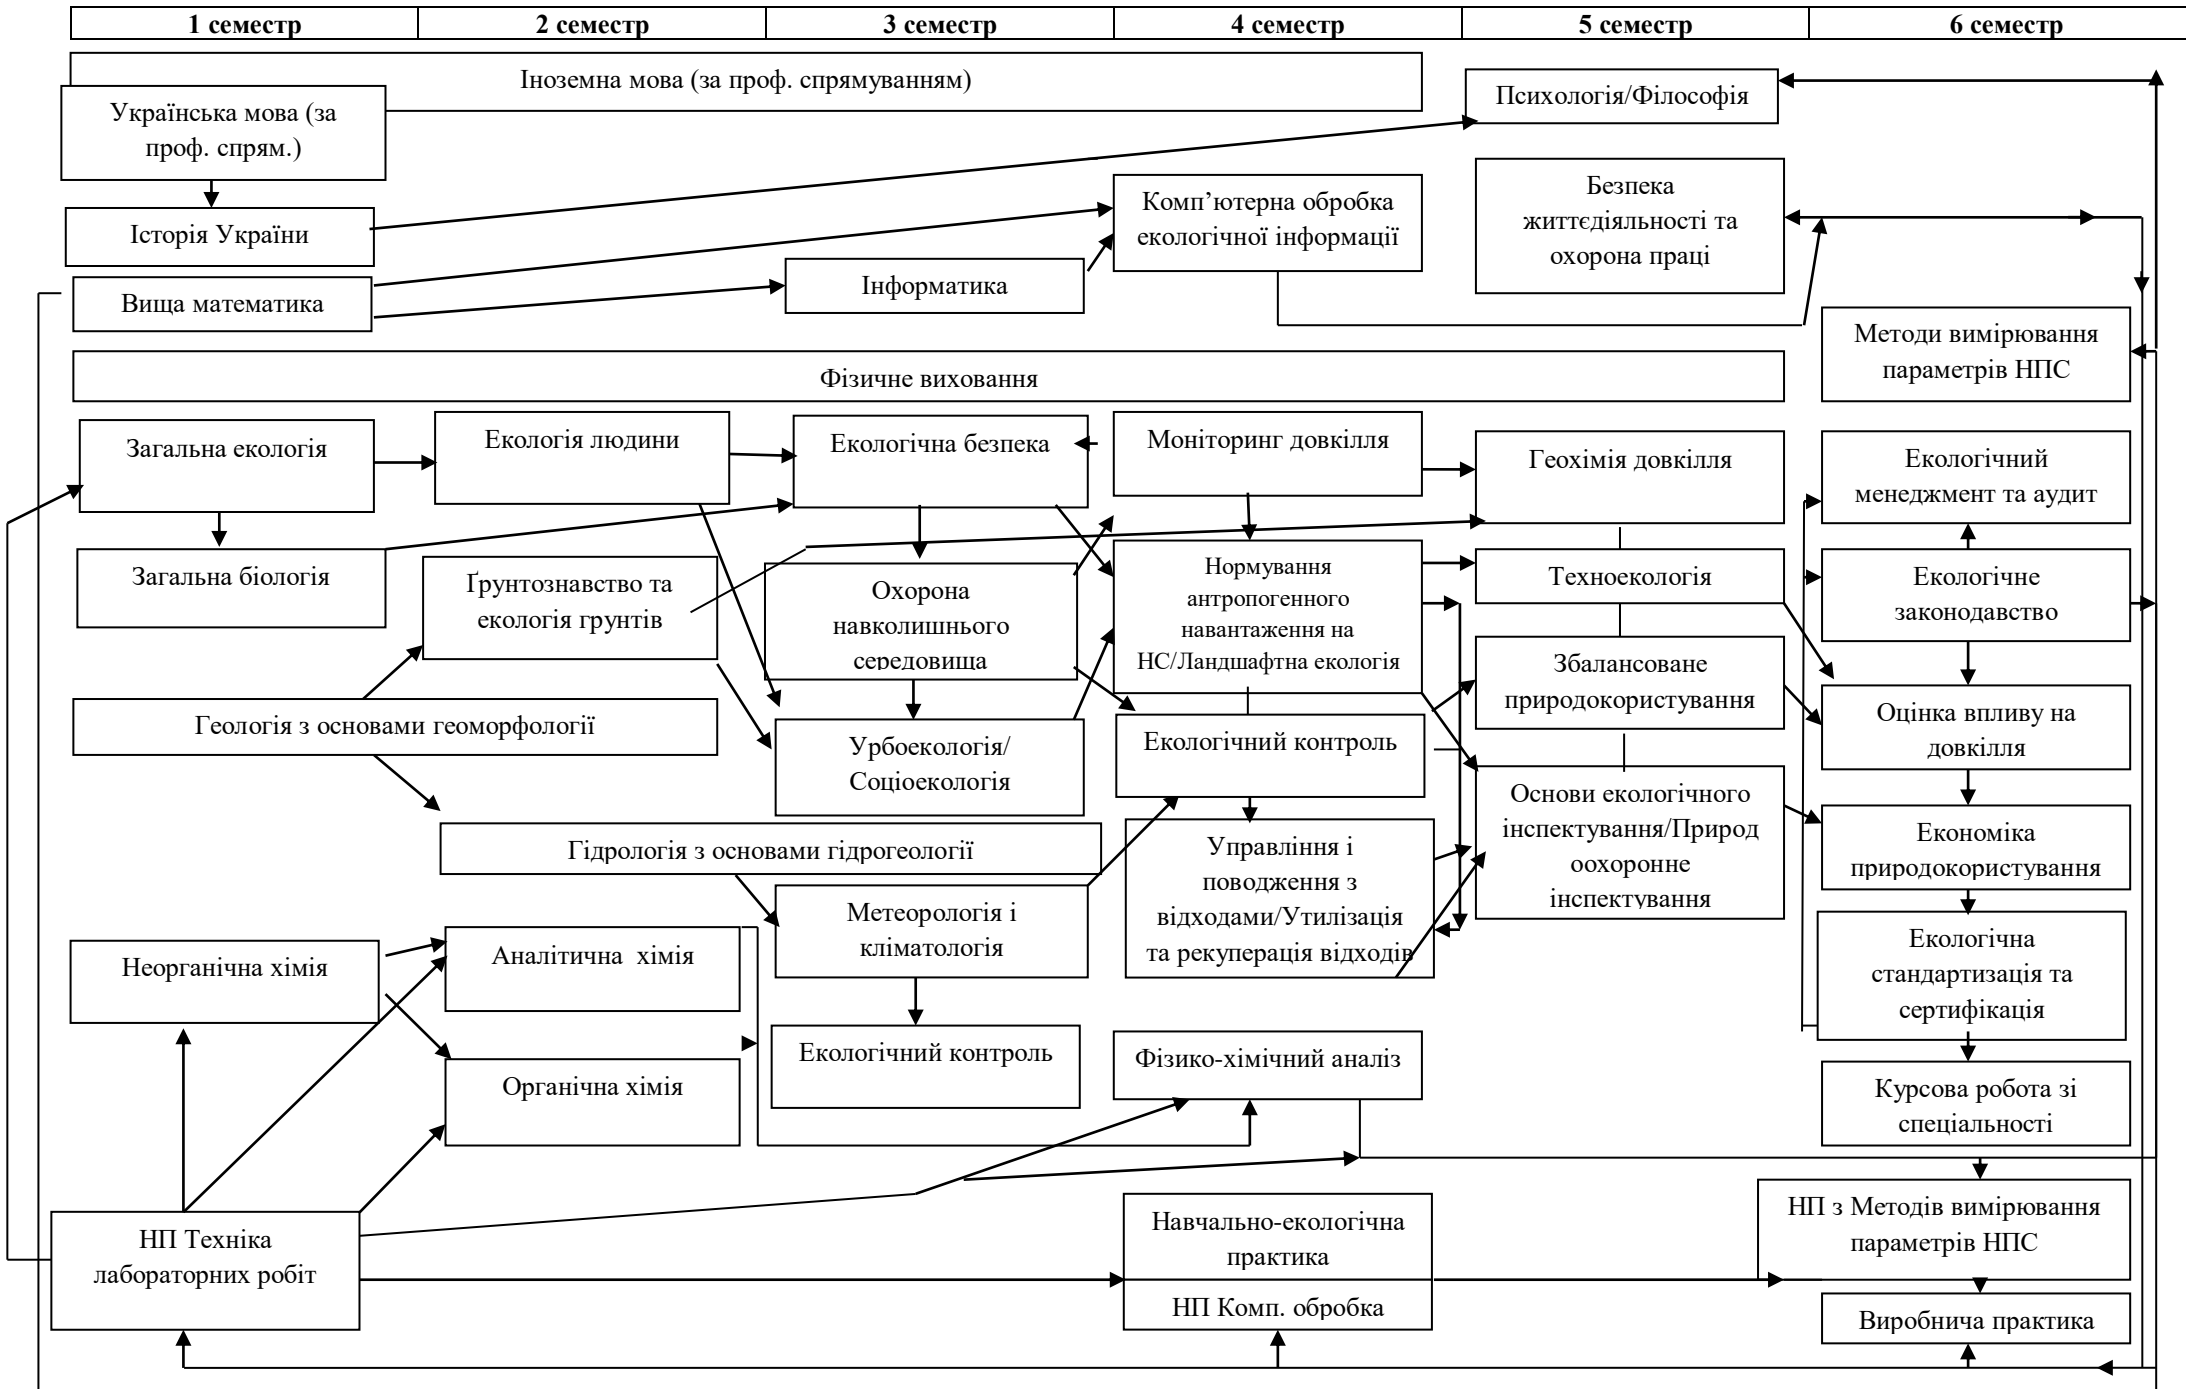 1 семестр
2 семестр
3 семестр
4 семестр
5 семестр
6 семестр
Іноземна мова (за проф. спрямуванням)
Українська мова (за
проф. спрям.)
Психологія/Філософія
Історія України
Комп’ютерна обробка
екологічної інформації
Безпека
життєдіяльності та
охорона праці
Вища математика
Інформатика
Методи вимірювання
параметрів НПС
Фізичне виховання
Загальна екологія
Екологія людини
Екологічна безпека
Моніторинг довкілля
Геохімія довкілля
Екологічний
менеджмент та аудит
Загальна біологія
Ґрунтознавство та
екологія грунтів
Охорона
навколишнього
середовища
Нормування
антропогенного
навантаження на
НС/Ландшафтна екологія
Техноекологія
Екологічне
законодавство
Збалансоване
природокористування
Геологія з основами геоморфології
Урбоекологія/
Соціоекологія
Екологічний контроль
Оцінка впливу на
довкілля
Основи екологічного
інспектування/Природ
оохоронне
інспектування
Гідрологія з основами гідрогеології
Управління і
поводження з
відходами/Утилізація
та рекуперація відходів
Економіка
природокористування
Метеорологія і
кліматологія
Неорганічна хімія
Аналітична хімія
Екологічна
стандартизація та
сертифікація
Екологічний контроль
Фізико-хімічний аналіз
Органічна хімія
Курсова робота зі
спеціальності
НП Техніка
лабораторних робіт
Навчально-екологічна
практика
НП Комп. обробка
НП з Методів вимірювання
параметрів НПС
Виробнича практика